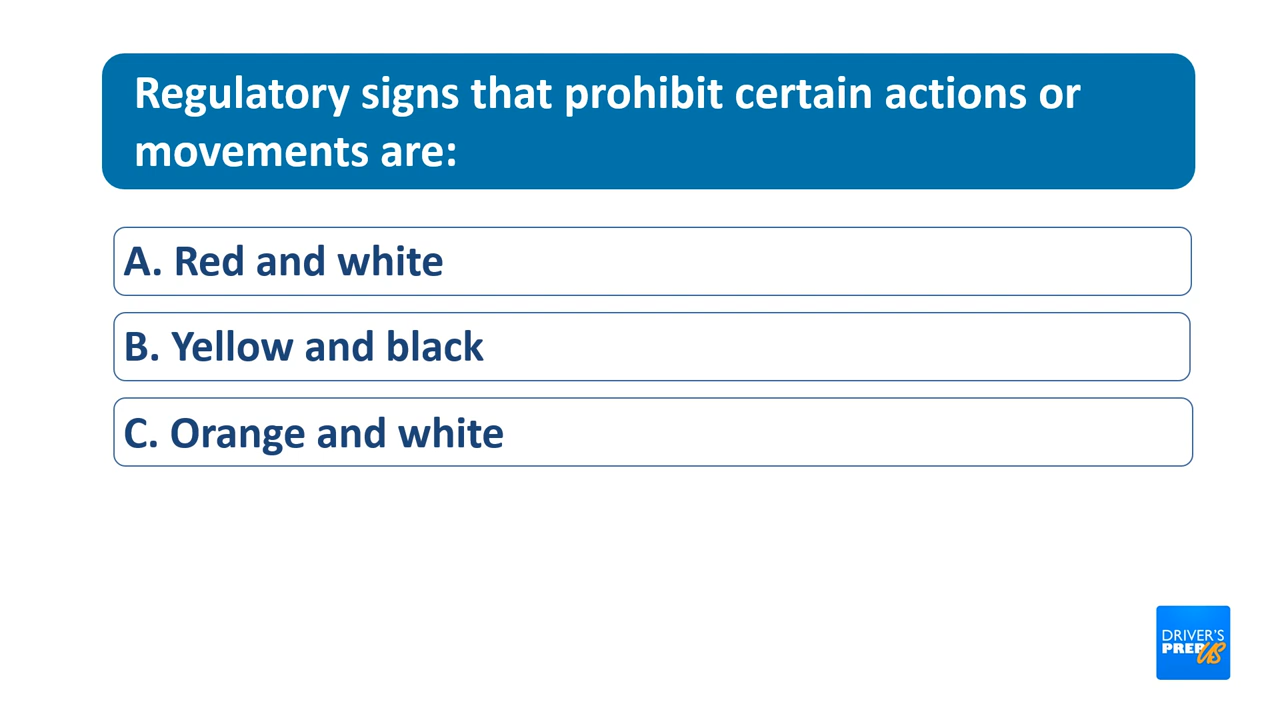 Regulatory signs that prohibit certain actions or
movements are:
A. Red and white
B. Yellow and black
C. Orange and white
DRIVER'S
PREP US